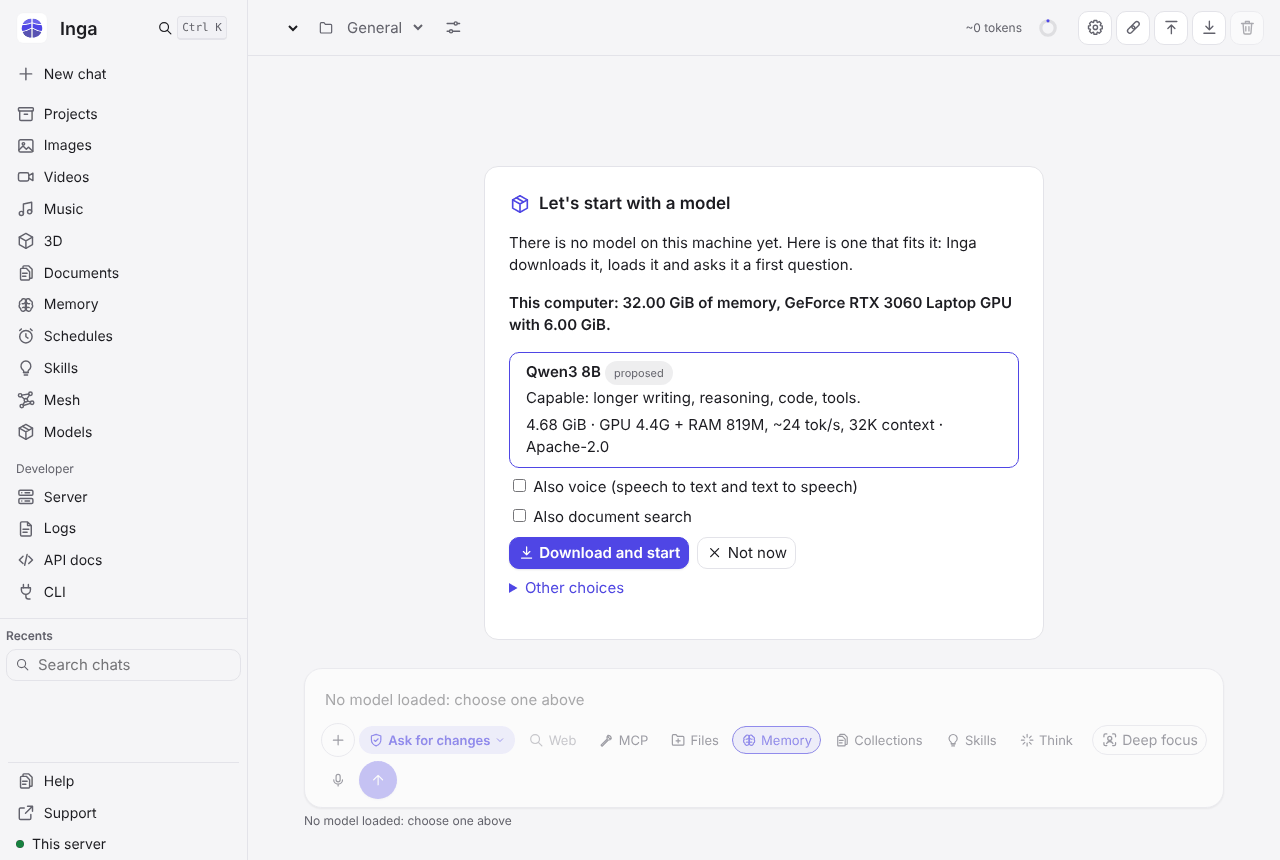 Inga
Ctrl K
New chat
Projects
Images
Videos
Music
3D
Documents
Memory
Schedules
Skills
Mesh
Models
Developer
Server
Logs
API docs
CLI
Recents
Search chats
Help
Support
This server
General
~0 tokens
Let's start with a model
There is no model on this machine yet. Here is one that fits it: Inga
downloads it, loads it and asks it a first question.
This computer: 32.00 GiB of memory, GeForce RTX 3060 Laptop GPU
with 6.00 GiB.
Qwen3 8B proposed
Capable: longer writing, reasoning, code, tools.
4.68 GiB · GPU 4.4G + RAM 819M, ~24 tok/s, 32K context ·
Apache-2.0
Also voice (speech to text and text to speech)
Also document search
Download and start Not now
Other choices
No model loaded: choose one above
Ask for changes Web MCP Files Memory Collections Skills Think Deep focus
No model loaded: choose one above